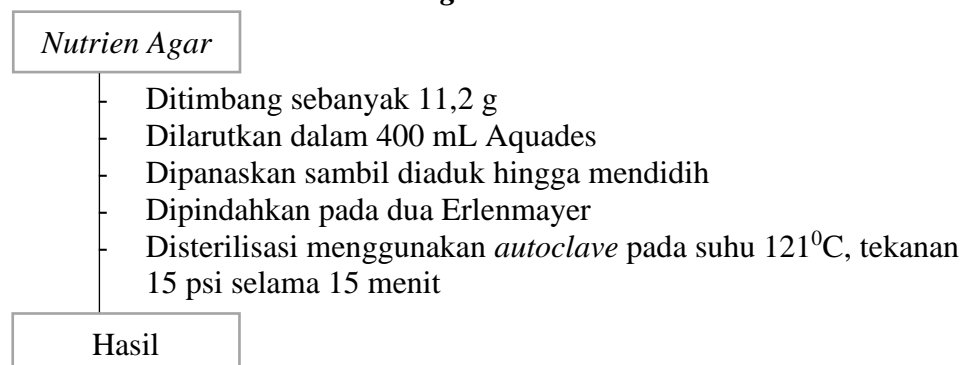 Nutrien Agar
- Ditimbang sebanyak 11,2 g
- Dilarutkan dalam 400 mL Aquades
- Dipanaskan sambil diaduk hingga mendidih
- Dipindahkan pada dua Erlenmayer
- Disterilisasi menggunakan autoclave pada suhu 121⁰C, tekanan
15 psi selama 15 menit
Hasil